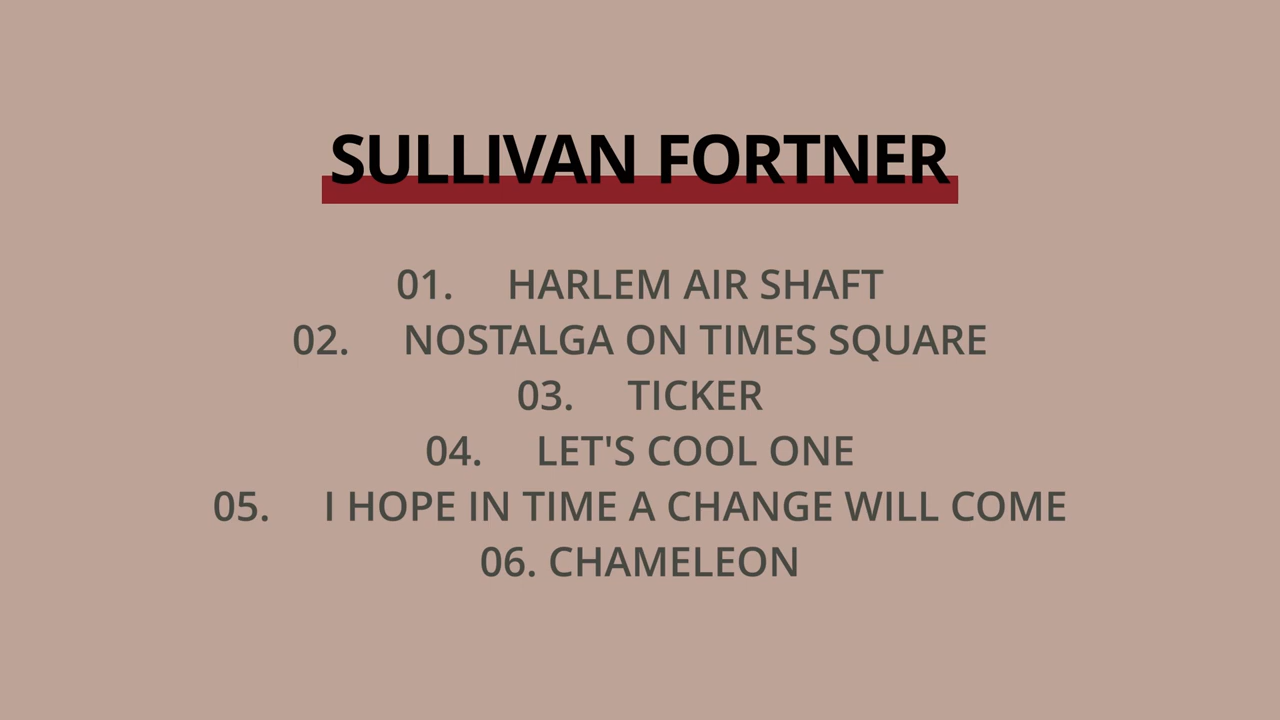 SULLIVAN FORTNER
01. HARLEM AIR SHAFT
02. NOSTALGA ON TIMES SQUARE
03. TICKER
04. LET'S COOL ONE
05. I HOPE IN TIME A CHANGE WILL COME
06. CHAMELEON